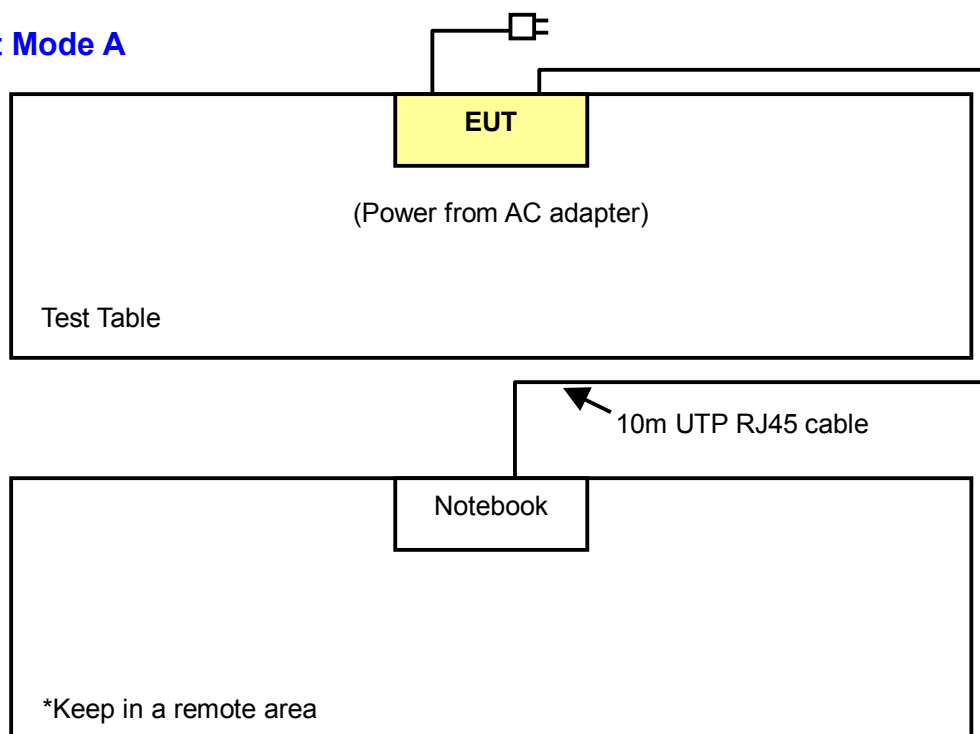 Mode A
EUT
(Power from AC adapter)
Test Table
10m UTP RJ45 cable
Notebook
*Keep in a remote area